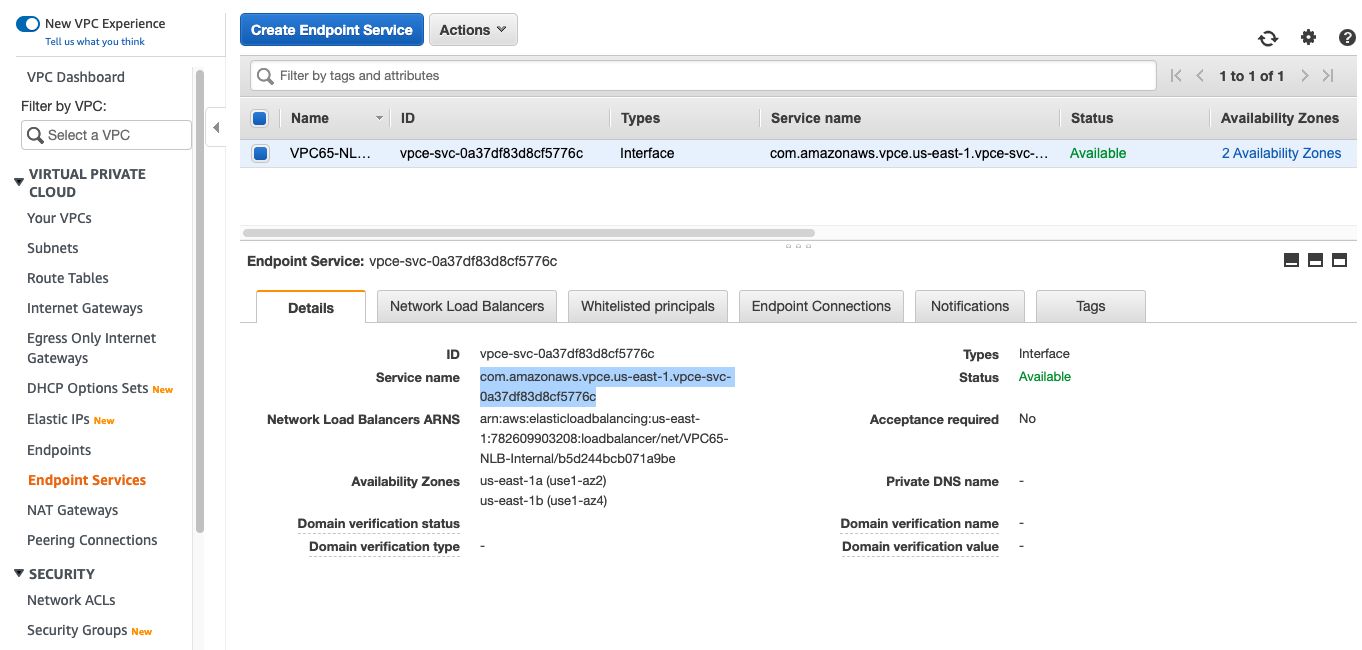 New VPC Experience
Tell us what you think
VPC Dashboard
Filter by VPC:
Select a VPC
VIRTUAL PRIVATE
CLOUD
Your VPCs
Subnets
Route Tables
Internet Gateways
Egress Only Internet
Gateways
DHCP Options Sets New
Elastic IPs New
Endpoints
Endpoint Services
NAT Gateways
Peering Connections
SECURITY
Network ACLs
Security Groups New
Create Endpoint Service Actions
Filter by tags and attributes
1 to 1 of 1
Name ID Types Service name Status Availability Zones
VPC65-NL... vpce-svc-0a37df83d8cf5776c Interface com.amazonaws.vpce.us-east-1.vpce-svc-... Available 2 Availability Zones
Endpoint Service: vpce-svc-0a37df83d8cf5776c
Details Network Load Balancers Whitelisted principals Endpoint Connections Notifications Tags
ID vpce-svc-0a37df83d8cf5776c Types Interface
Service name com.amazonaws.vpce.us-east-1.vpce-svc- Status Available
0a37df83d8cf5776c
Network Load Balancers ARNS arn:aws:elasticloadbalancing:us-east- Acceptance required No
1:782609903208:loadbalancer/net/VPC65-
NLB-Internal/b5d244bcb071a9be
Availability Zones us-east-1a (use1-az2) Private DNS name -
us-east-1b (use1-az4)
Domain verification status Domain verification name -
Domain verification type - Domain verification value -